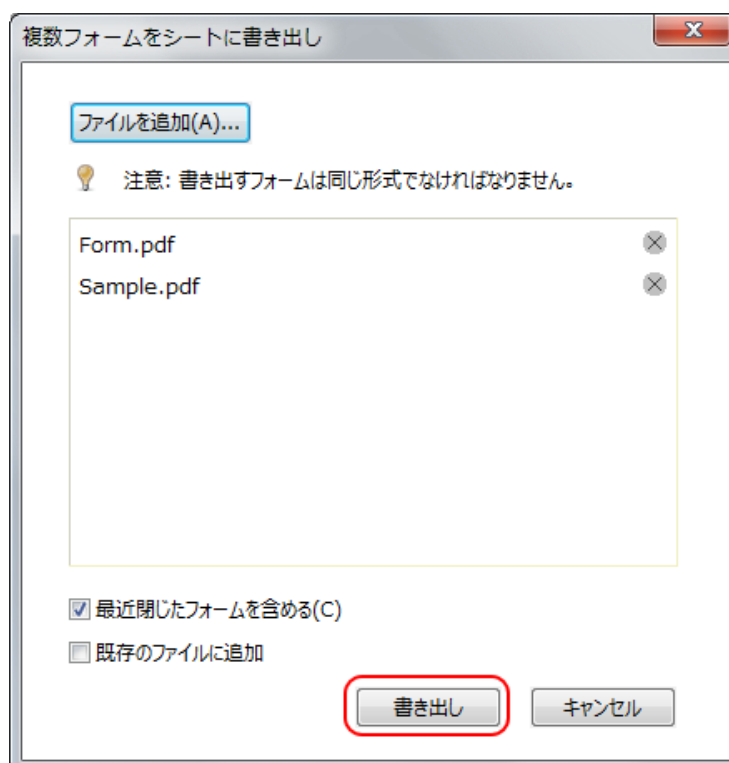 複数フォームをシートに書き出し
ファイルを追加(A)...
注意: 書き出すフォームは同じ形式でなければなりません。
Form.pdf
Sample.pdf
最近閉じたフォームを含める(C)
既存のファイルに追加
書き出し キャンセル